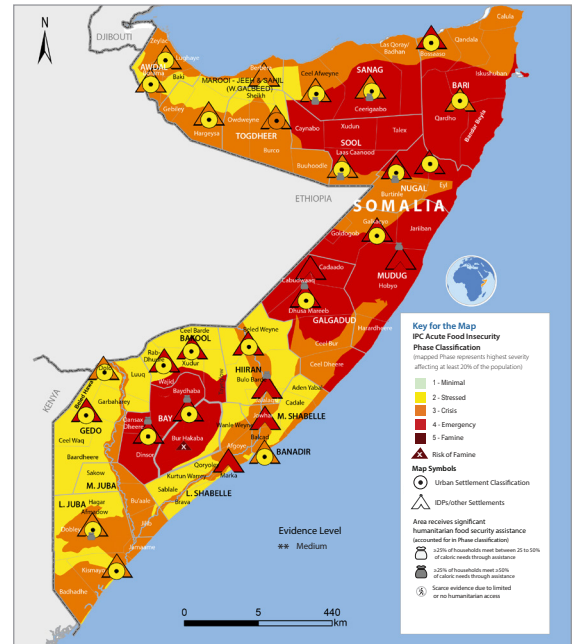 N
DJIBOUTI
Zeylac
Lughaye
AWDAL
Borama
Baki
Berbera
MAROOI - JEEH & SAHIL
(W.GALBEED)
Sheikh
Gebiley
Hargeysa
Owdweyne
TOGDHEER
Burco
Ceel Afweyne
SANAG
Ceerigaabo
Las Qoray/
Badhan
Bossaaso
Qandala
Calula
Iskushuban
BARI
Qardho
Bandar Beyla
Caynabo
Xudun
Talex
SOOL
Laas Caanood
Buuhoodle
NUGAL
Eyl
Burtinle
ETHIOPIA
SOMALIA
Galkacyo
Goldogob
Jariiban
MUDUG
Hobyo
Cadaado
Cabudwaaq
Dhusa Mareeb
GALGADUD
Harardheere
Ceel Bur
Ceel Dheere
Ceel Barde
BAKOOL
Beled Weyne
Rab-
Dhuure
Xudur
HIIRAN
Bulo Barde
Wajid
Luuq
Dolo
Beled Hawa
KENYA
Garbaharey
GEDO
Ceel Waq
Baardheere
Baydhaba
BAY
Qansax
Dheere
Bur Hakaba
X
Dinsor
Aden Yabal
Jowhar
Cadale
M. SHABELLE
Wanle Weyne
Balcad
Afgoye
BANADIR
Qoryoley
Marka
Kurtun Warrey
L. SHABELLE
Sablale
Brava
Sakow
M. JUBA
Bu'aale
L. JUBA
Hagar
Afmadow
Dobley
Jilib
Jamaame
Kismayo
Badhadhe
Key for the Map
IPC Acute Food Insecurity
Phase Classification
(mapped Phase represents highest severity
affecting at least 20% of the population)
1 - Minimal
2 - Stressed
3 - Crisis
4 - Emergency
5 - Famine
X Risk of Famine
Map Symbols
Urban Settlement Classification
IDPs/other Settlements
Area receives significant
humanitarian food security assistance
(accounted for in Phase classification)
≥25% of households meet between 25 to 50%
of caloric needs through assistance
≥25% of households meet ≥50%
of caloric needs through assistance
Scarce evidence due to limited
or no humanitarian access
Evidence Level
** Medium
0 5 440
km